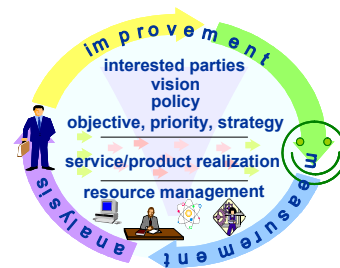 improvement
interested parties
vision
policy
objective, priority, strategy
service/product realization
resource management
measurement
analysis